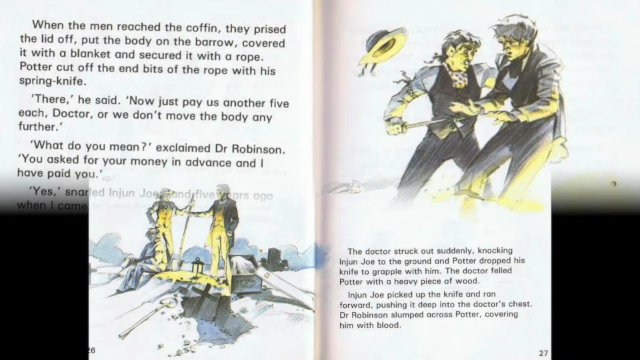 When the men reached the coffin, they prised
the lid off, put the body on the barrow, covered
it with a blanket and secured it with a rope.
Potter cut off the end bits of the rope with his
spring-knife.
'There,' he said. 'Now just pay us another five
each, Doctor, or we don't move the body any
further.'
'What do you mean?' exclaimed Dr Robinson.
'You asked for your money in advance and I
have paid you.'
'Yes,' snarled Injun Joe, 'and five years ago
when I came
26
The doctor struck out suddenly, knocking
Injun Joe to the ground and Potter dropped his
knife to grapple with him. The doctor felled
Potter with a heavy piece of wood.
Injun Joe picked up the knife and ran
forward, pushing it deep into the doctor's chest.
Dr Robinson slumped across Potter, covering
him with blood.
27